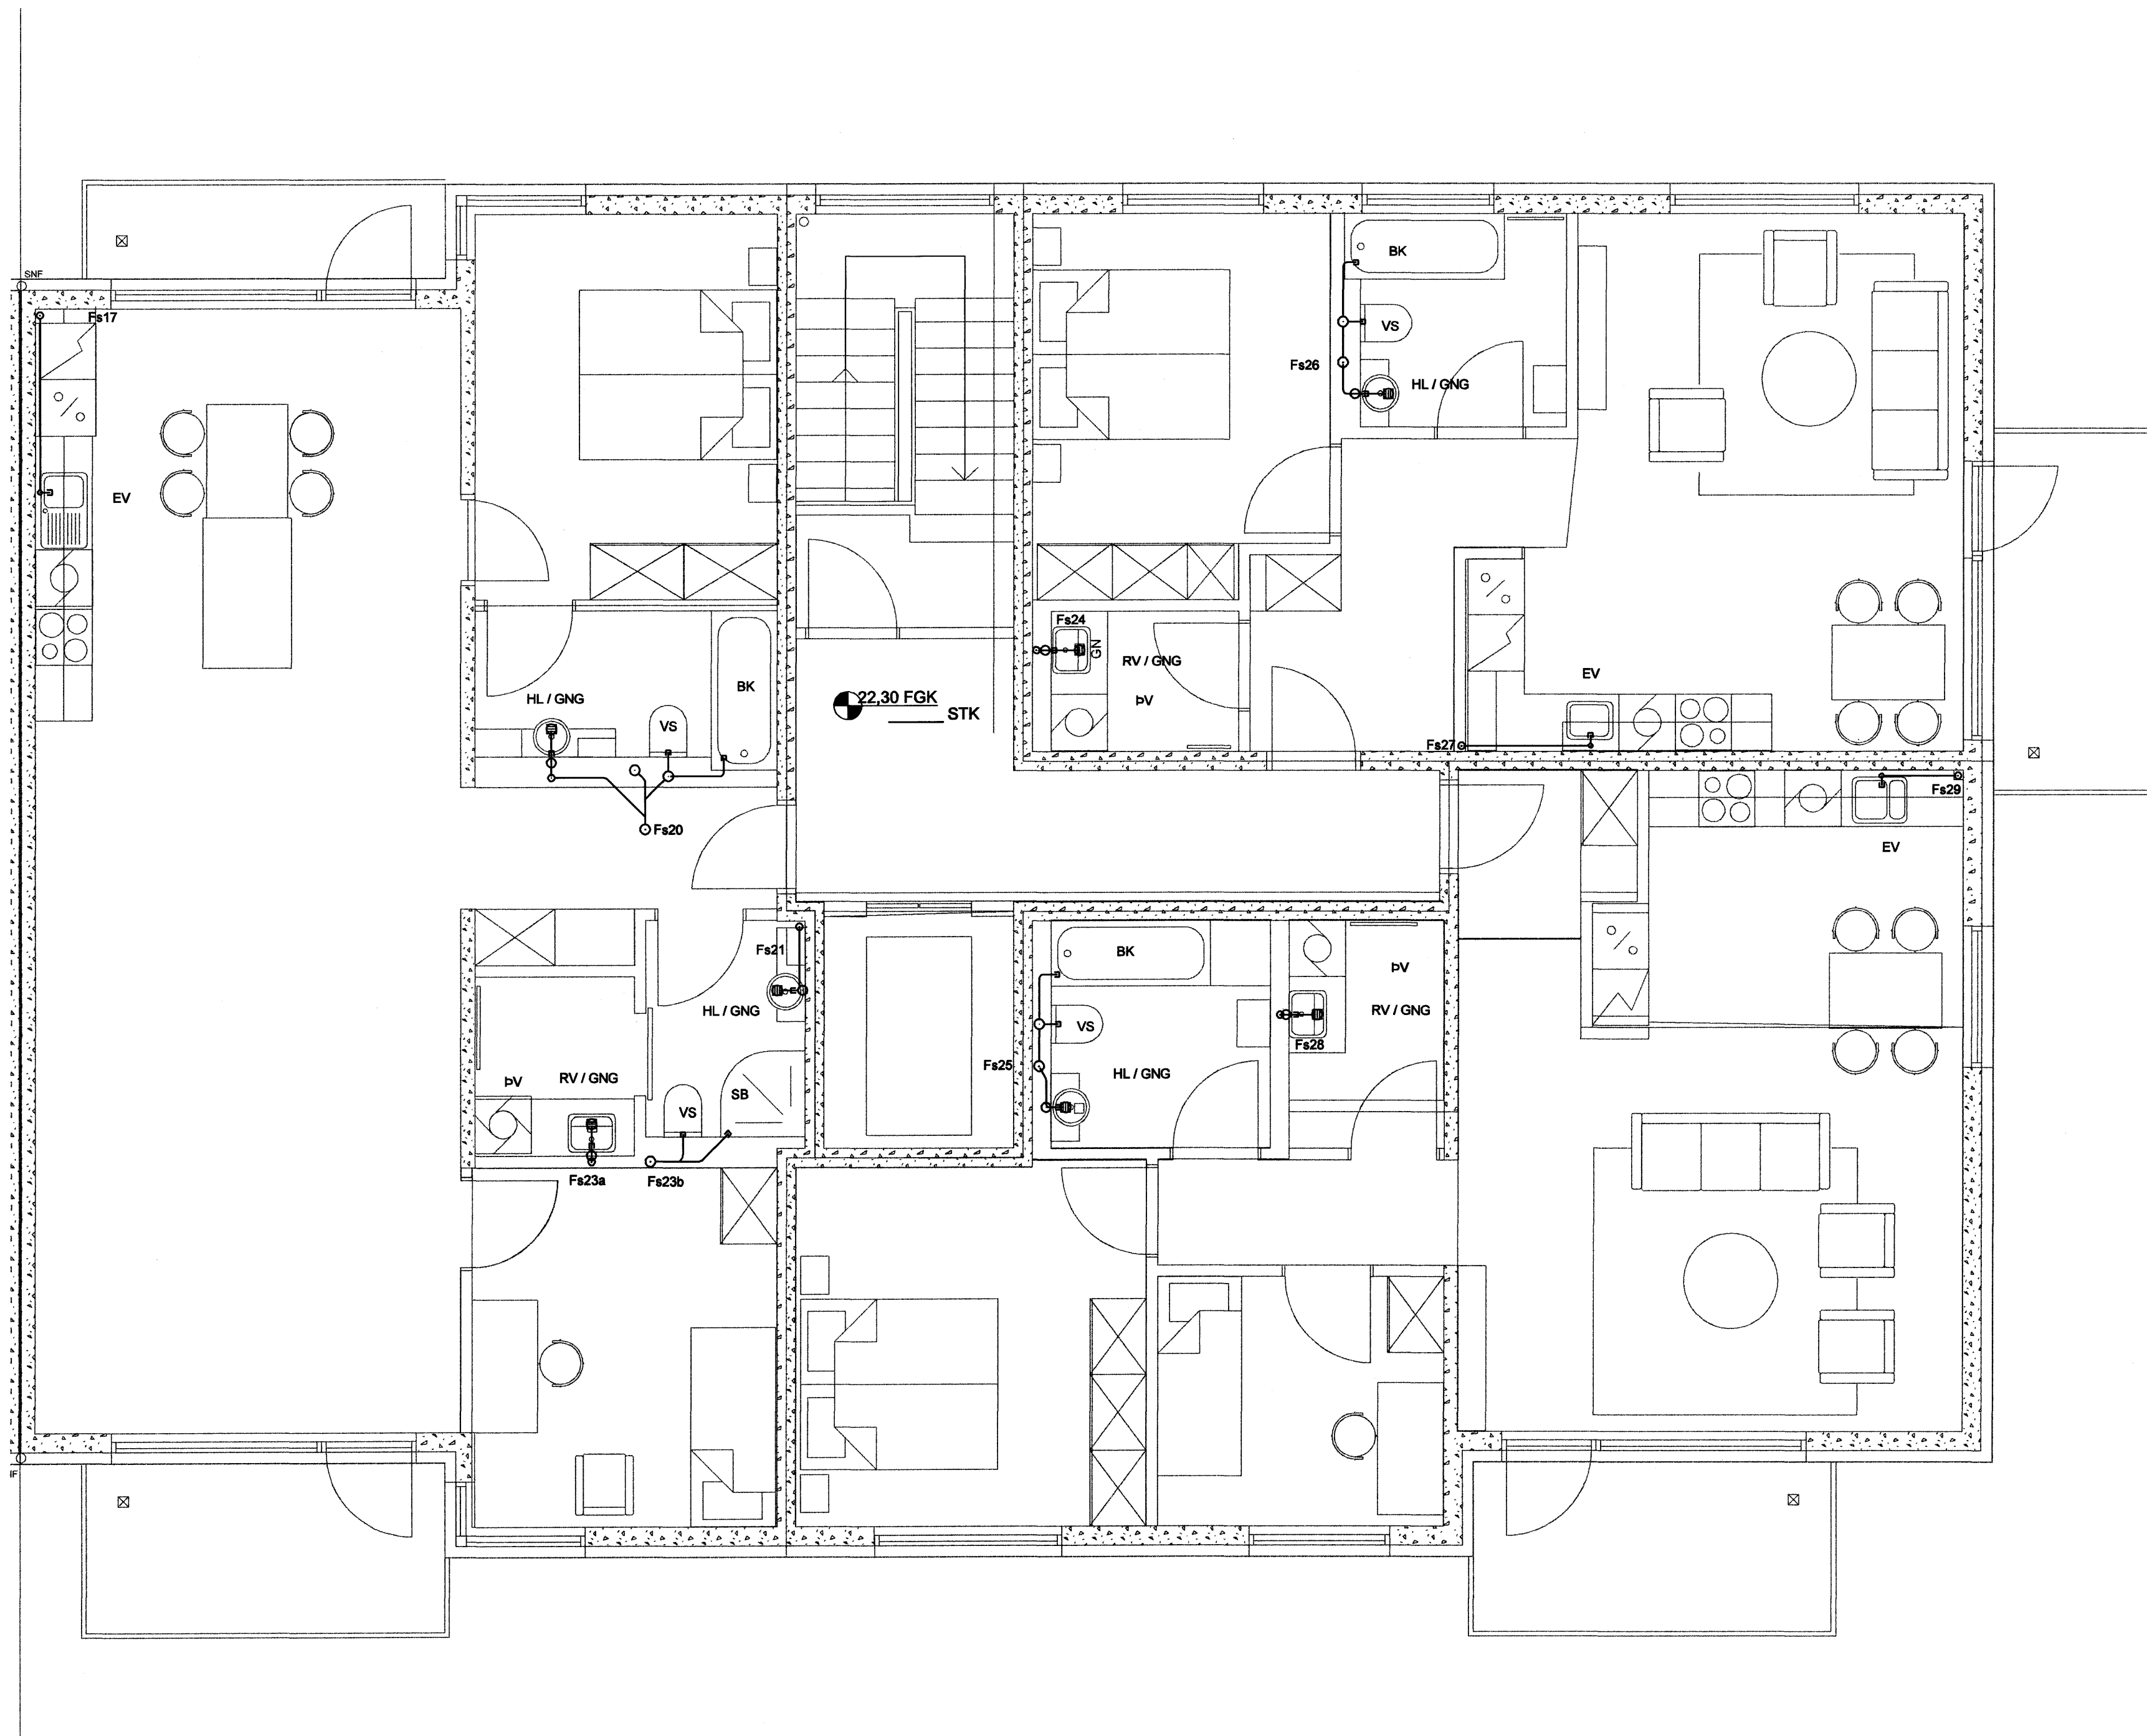 SNF
Fs17
EV
BK
VS
Fs26
HL / GNG
Fs24
GN
RV / GNG
ÞV
EV
Fs27
HL / GNG
VS
BK
22,30 FGK
STK
Fs20
Fs29
EV
Fs21
HL / GNG
ÞV
RV / GNG
VS
SB
Fs23a
Fs23b
BK
VS
Fs25
HL / GNG
ÞV
RV / GNG
Fs28
IF